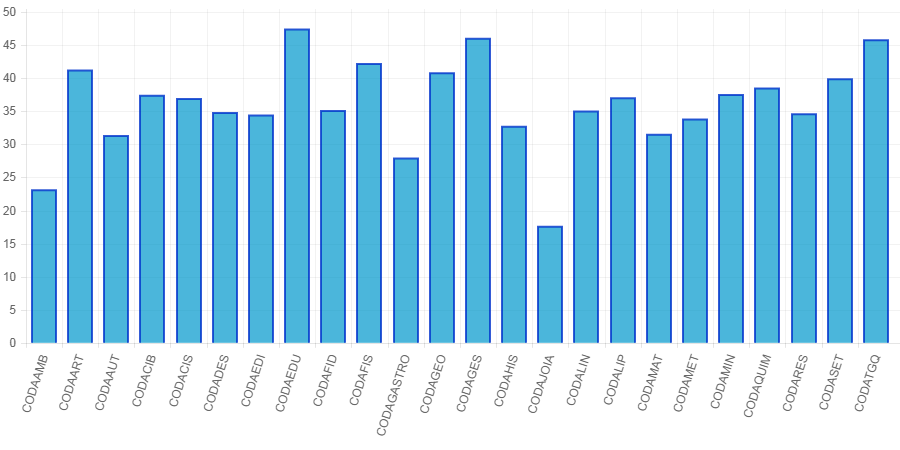 50
45
40
35
30
25
20
15
10
5
0
CODAAMB
CODAART
CODAAUT
CODACIB
CODACIS
CODADES
CODAEDI
CODAEDU
CODAFID
CODAFIS
CODAGASTRO
CODAGEO
CODAGES
CODAHIS
CODAJOIA
CODALIN
CODALIP
CODAMAT
CODAMET
CODAMIN
CODAQUIM
CODARES
CODASET
CODATGQ